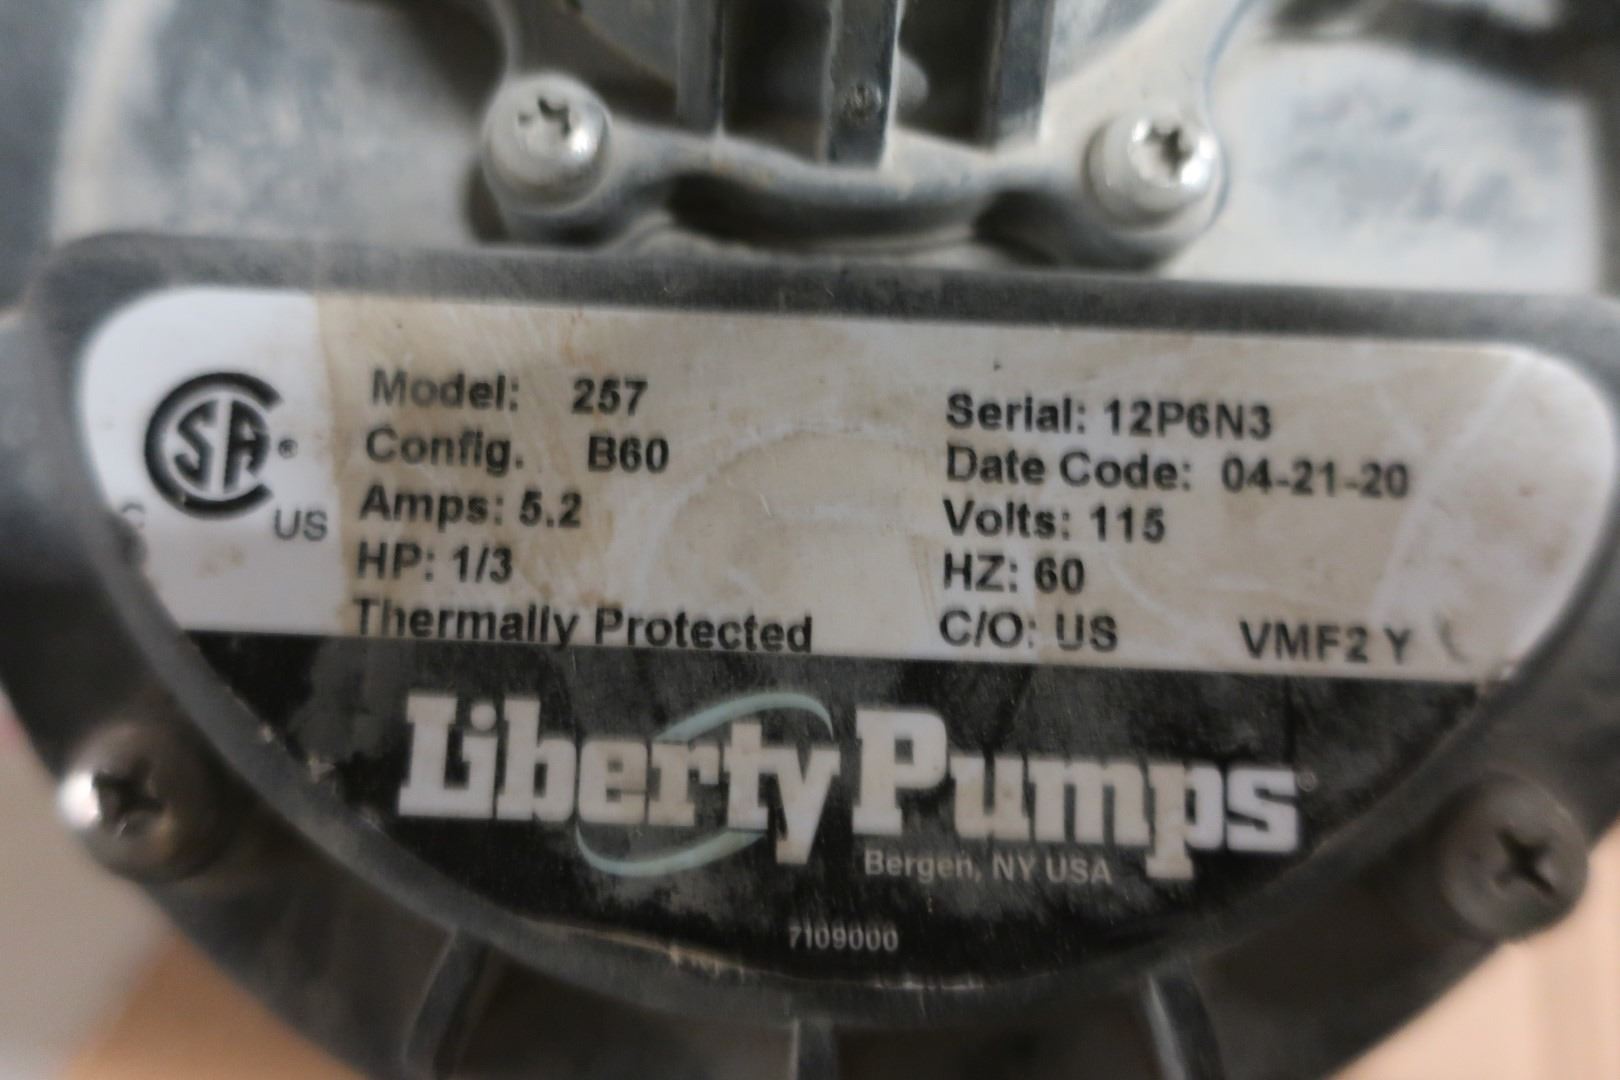 Model: 257
Config. B60
Amps: 5.2
HP: 1/3
Thermally Protected
Serial: 12P6N3
Date Code: 04-21-20
Volts: 115
HZ: 60
C/O: US VMF2 Y
SA®
US
Liberty Pumps
Bergen, NY USA
7109000